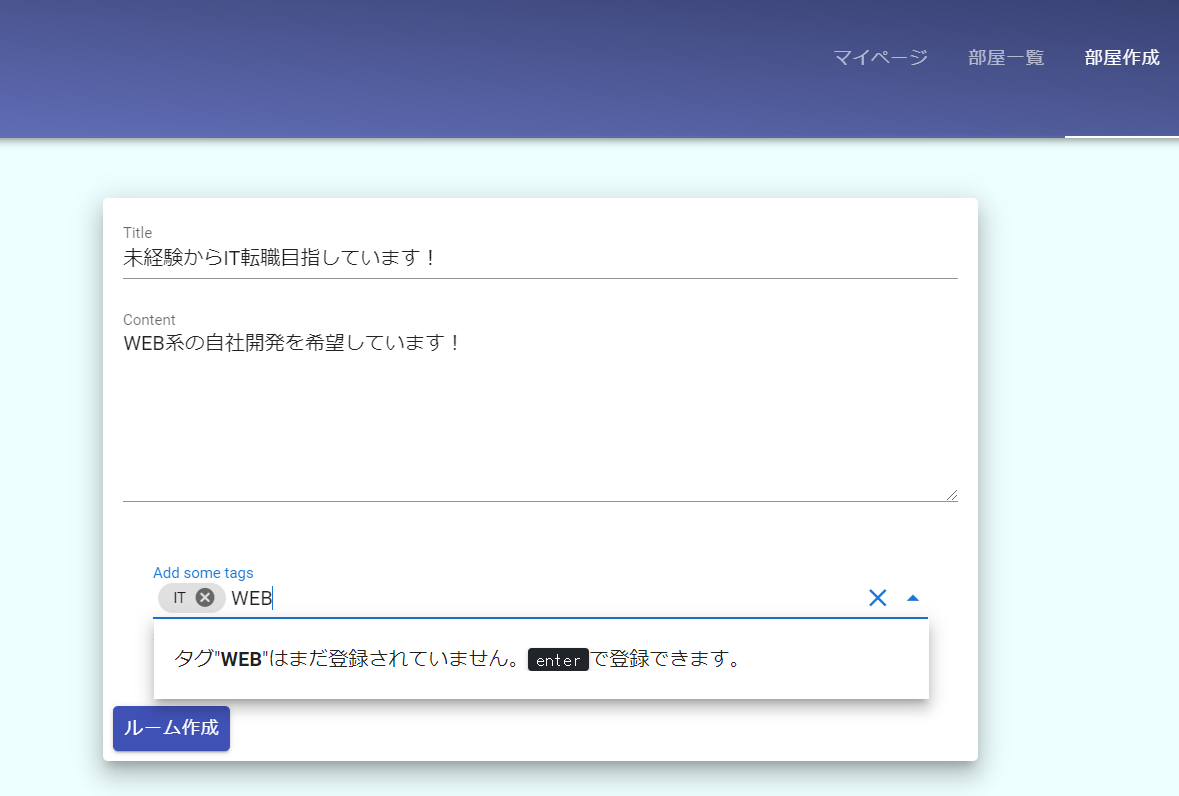 マイページ 部屋一覧 部屋作成
Title
未経験からIT転職目指しています！
Content
WEB系の自社開発を希望しています！
Add some tags
IT WEB
タグ"WEB"はまだ登録されていません。enterで登録できます。
ルーム作成